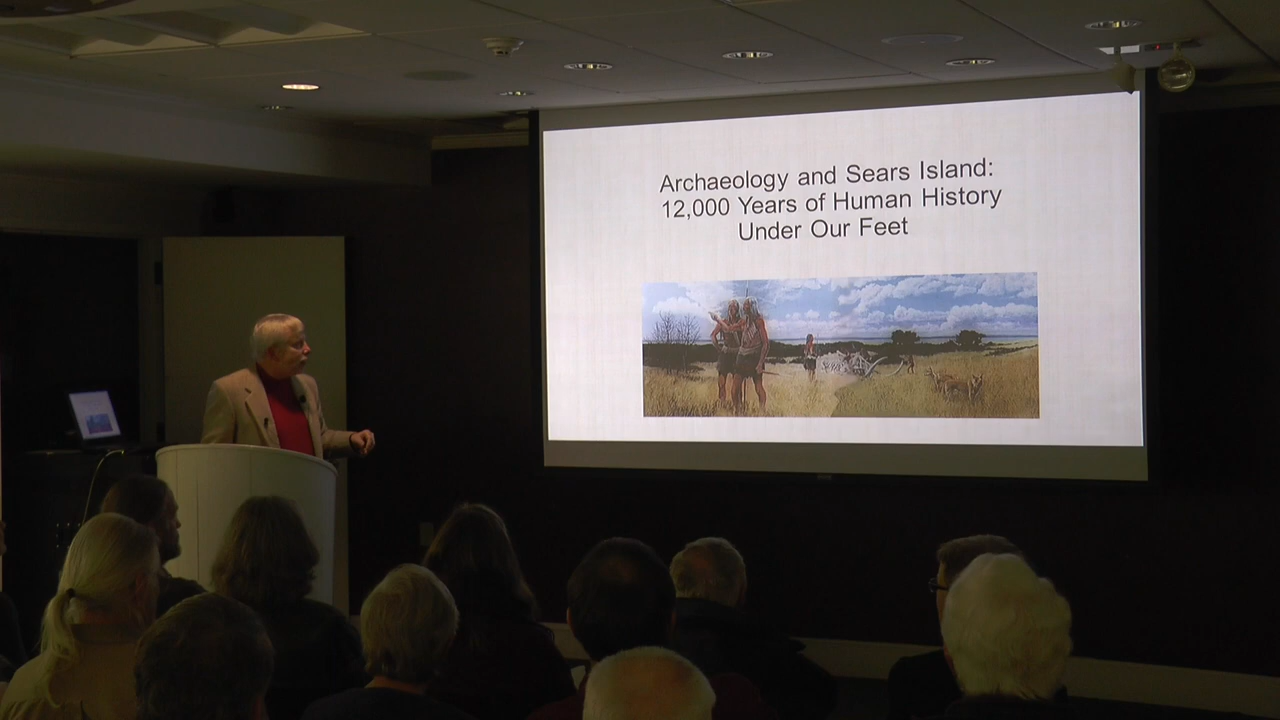 Archaeology and Sears Island:
12,000 Years of Human History
Under Our Feet